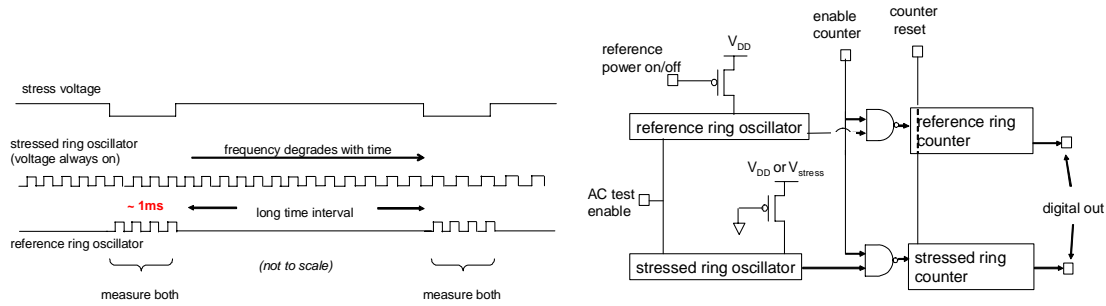 stress voltage
stressed ring oscillator
(voltage always on)
frequency degrades with time
~ 1ms
long time interval
reference ring oscillator
(not to scale)
measure both
measure both
enable
counter
counter
reset
reference
power on/off
VDD
reference ring oscillator
reference ring
counter
VDD or Vstress
AC test
enable
digital out
stressed ring oscillator
stressed ring
counter